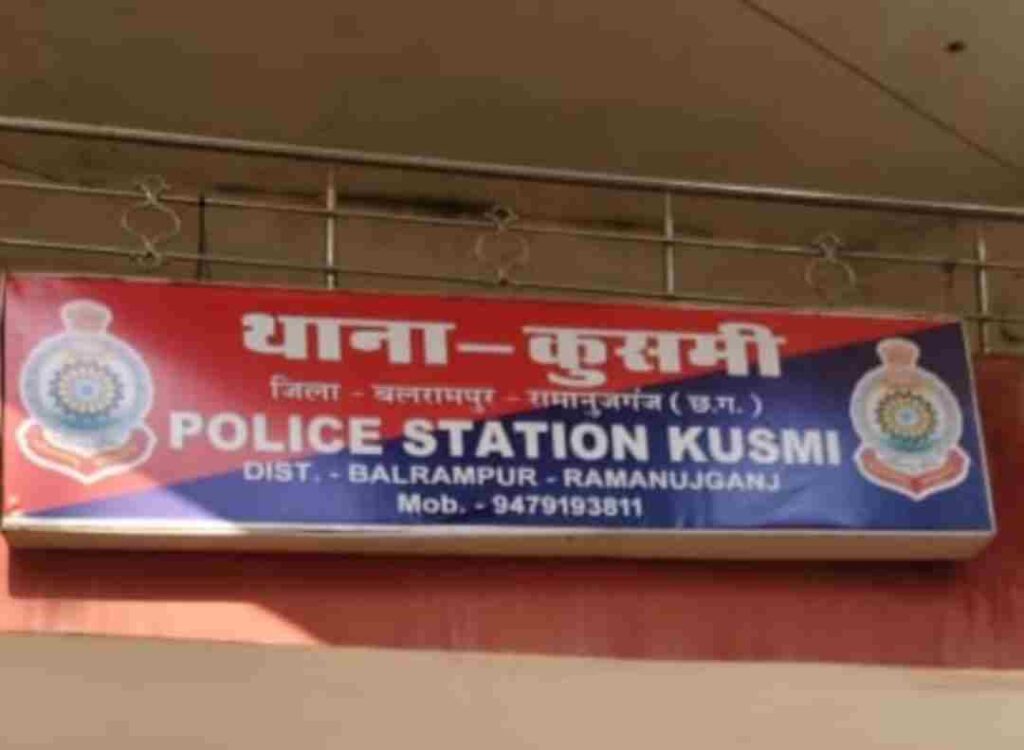 थाना - कुसमी
जिला - बलरामपुर - रामानुजगंज ( छ.ग. )
POLICE STATION KUSMI
DIST. - BALRAMPUR - RAMANUJGANJ
Mob. - 9479193811